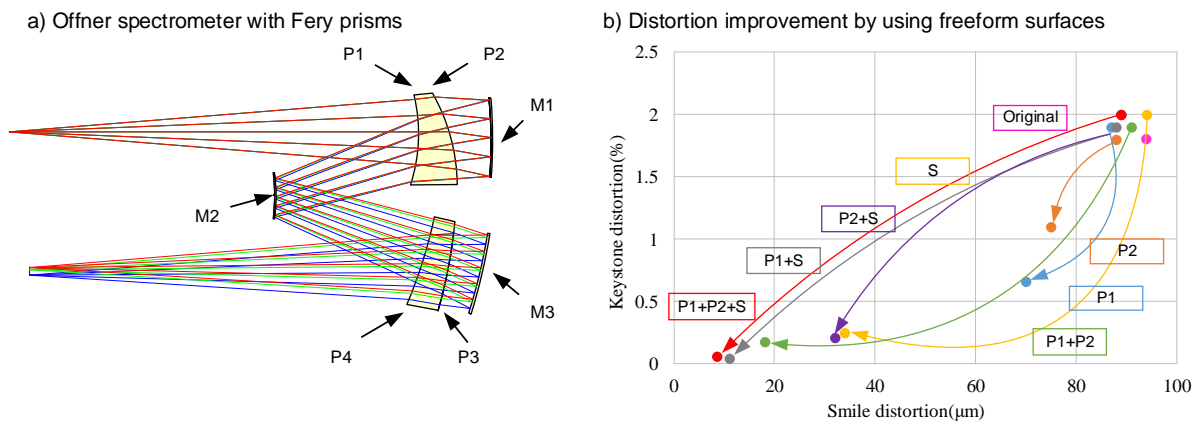 a) Offner spectrometer with Fery prisms
P1
P2
M1
M2
M3
P4
P3
b) Distortion improvement by using freeform surfaces
Keystone distortion(%)
2.5
2
1.5
1
0.5
0
0
20
40
60
80
100
Smile distortion(μm)
Original
S
P2+S
P1+S
P2
P1
P1+P2+S
P1+P2